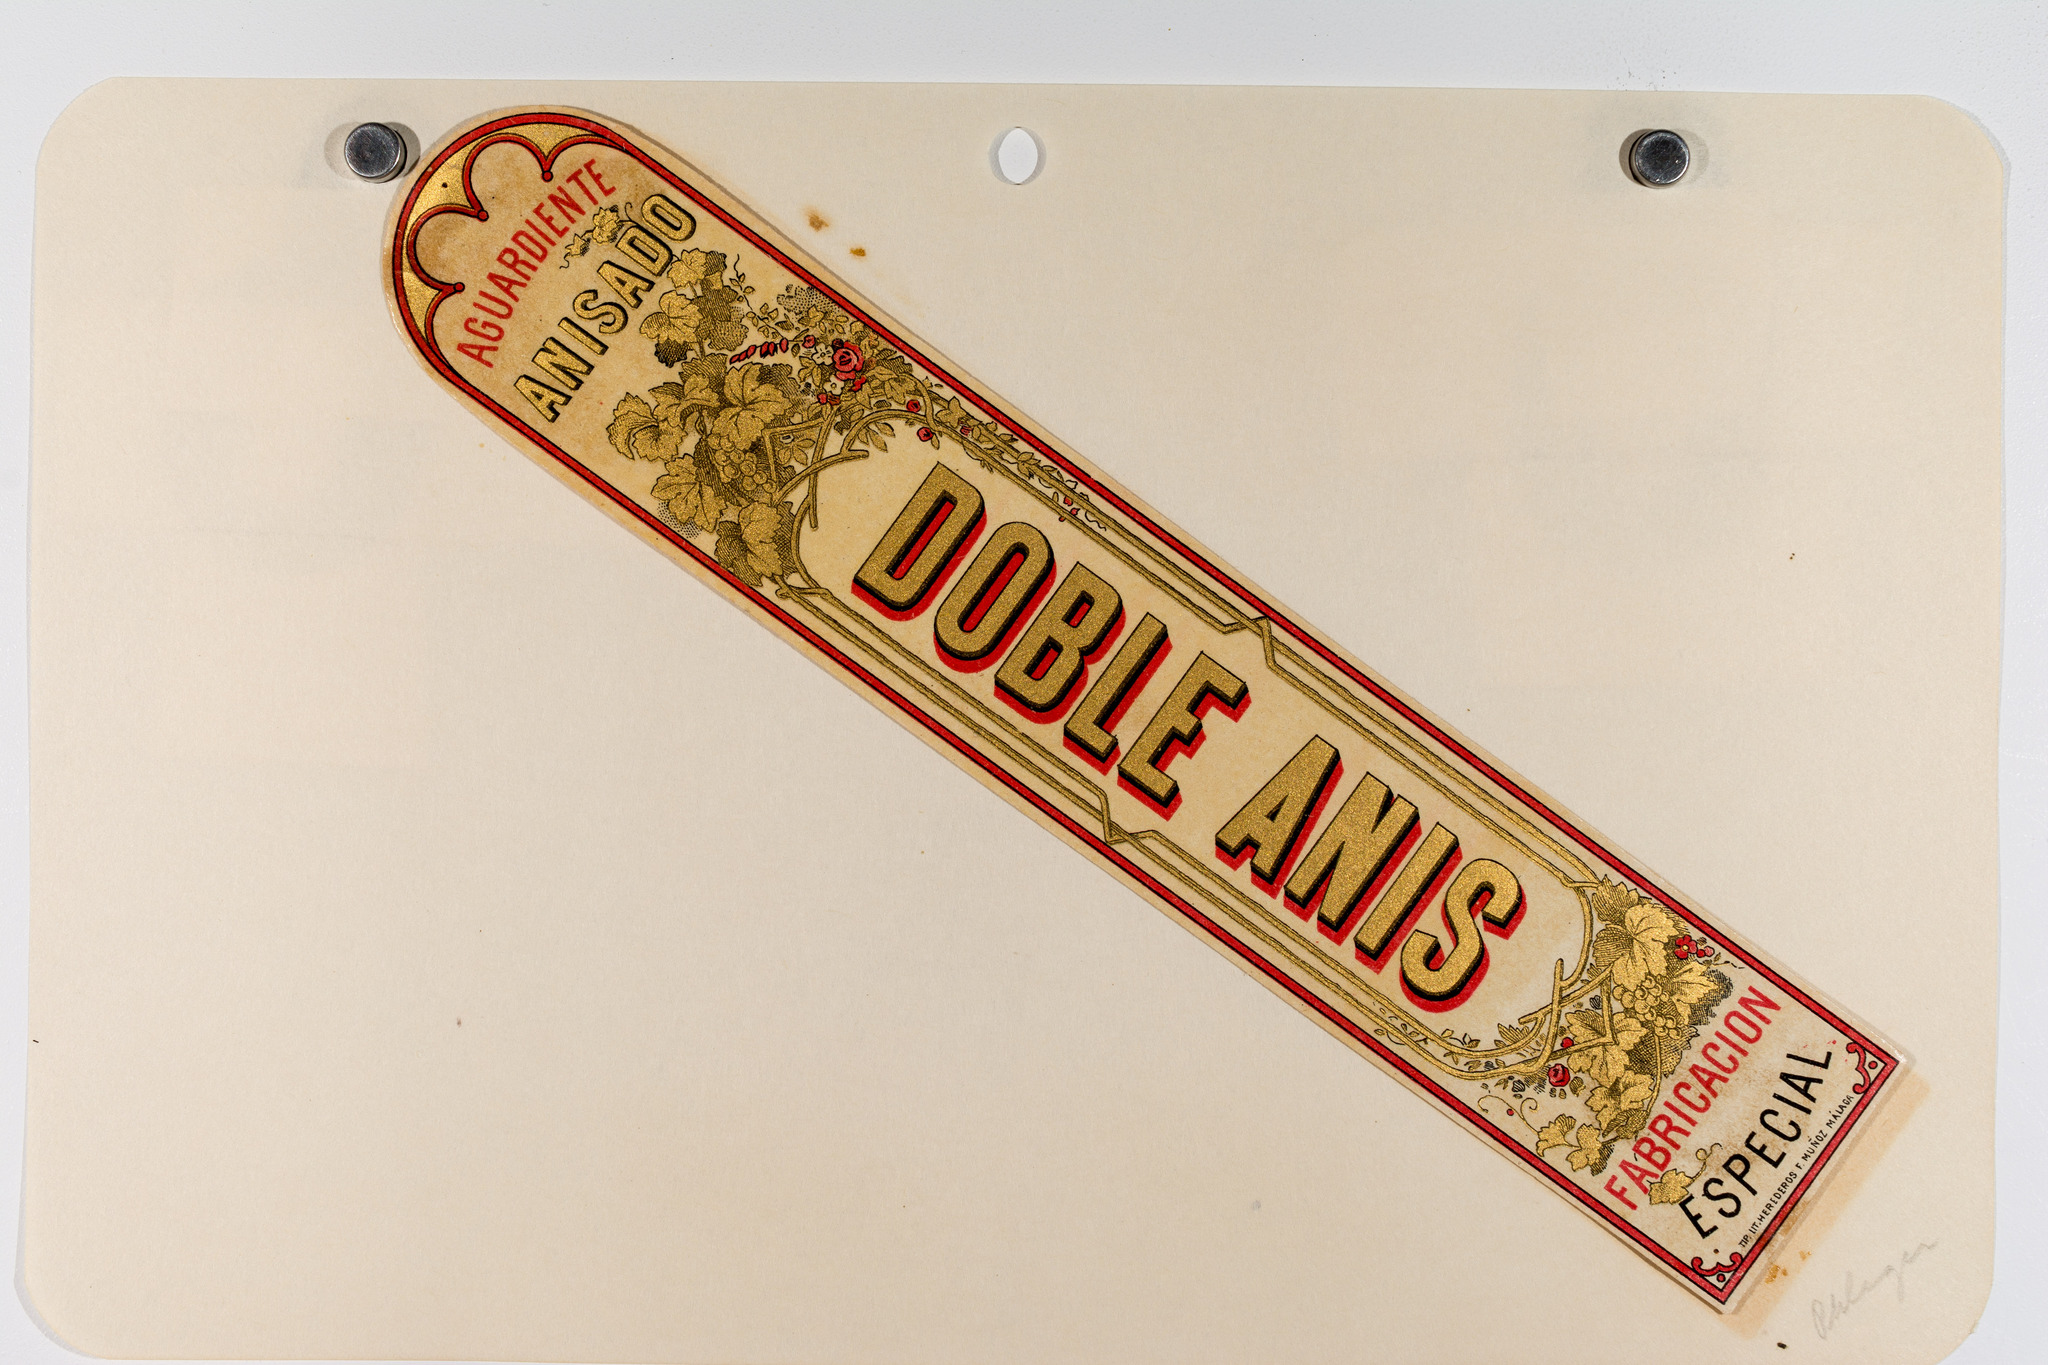 AGUARDIENTE
ANISADO
DOBLE ANIS
FABRICACION
ESPECIAL
TIP. LIT. HEREDEROS F. MUÑOZ MÁLAGA